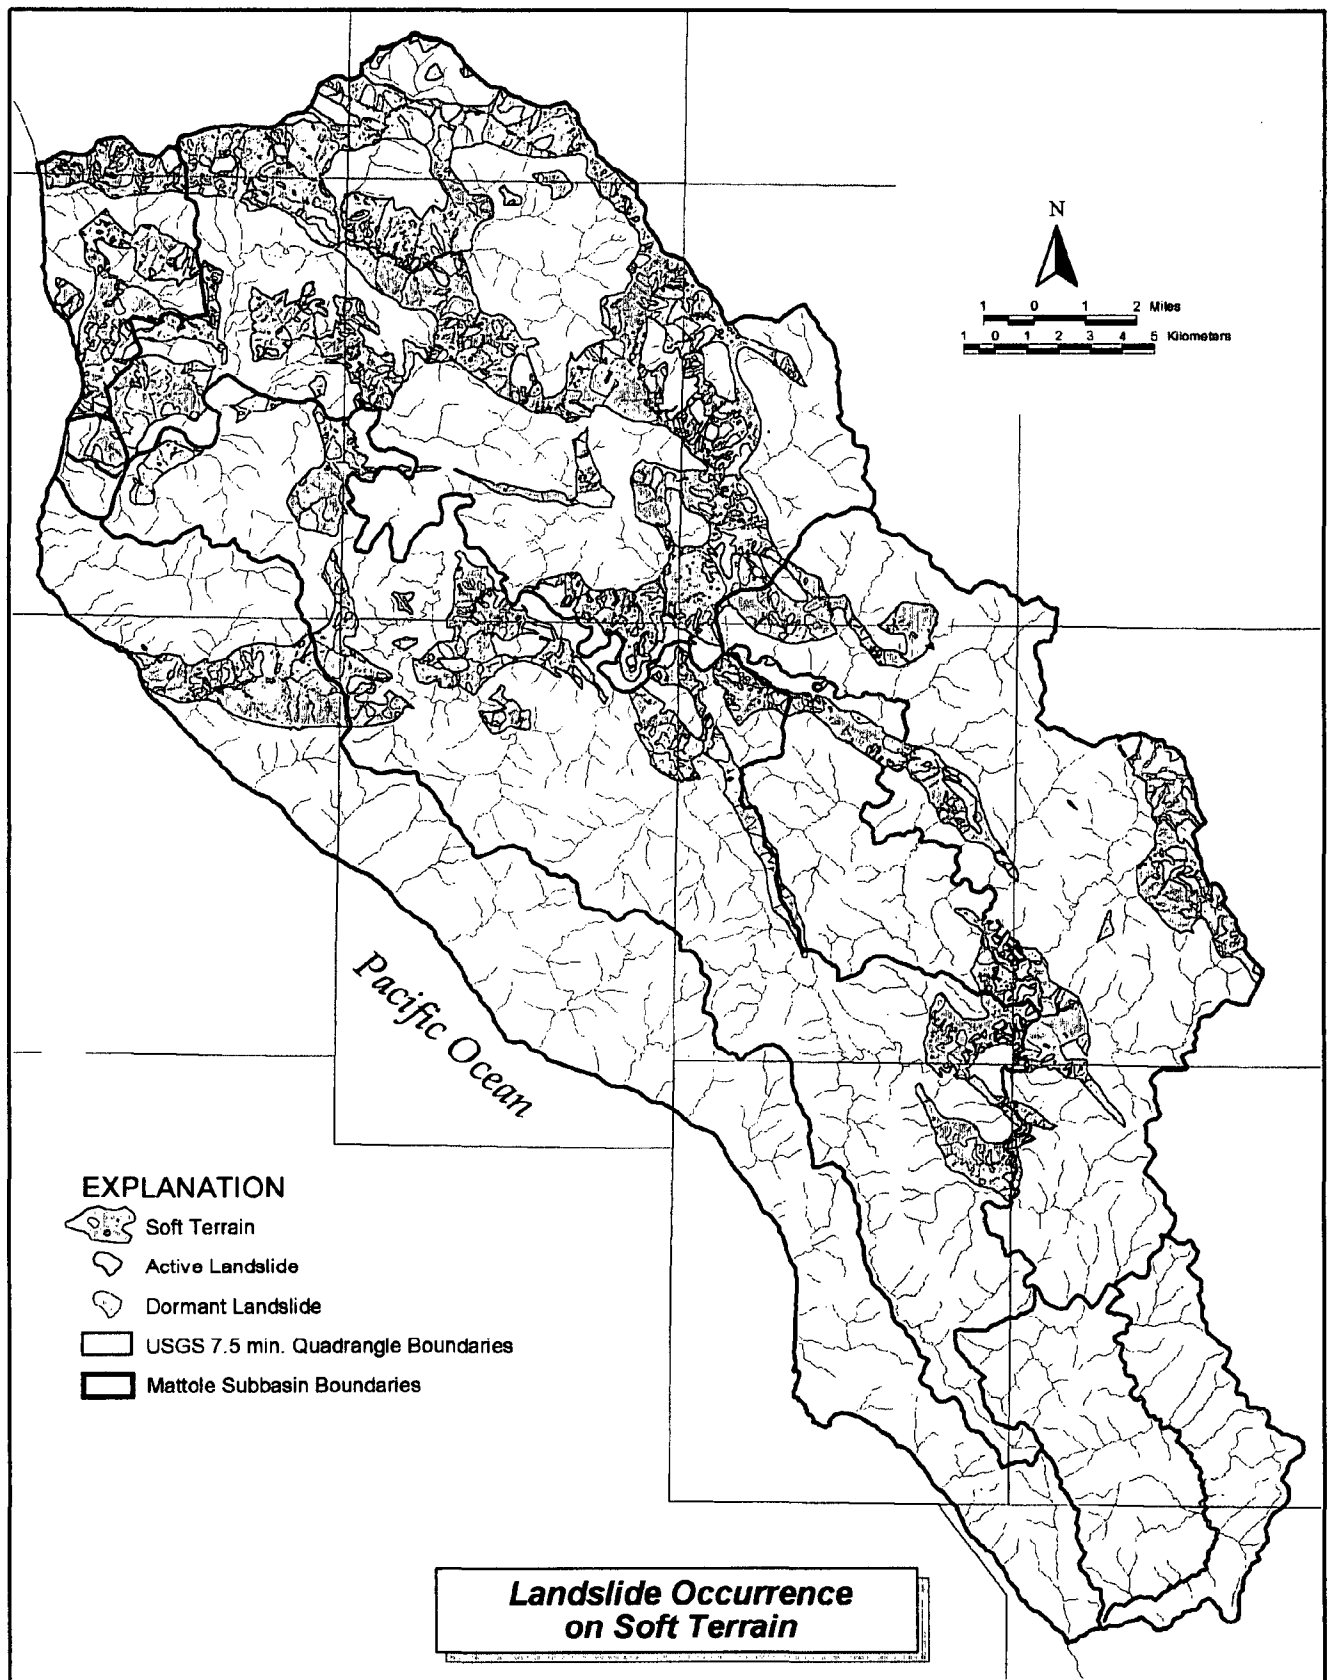 N
1 0 1 2 Miles
1 0 1 2 3 4 5 Kilometers
Pacific Ocean
EXPLANATION
Soft Terrain
Active Landslide
Dormant Landslide
USGS 7.5 min. Quadrangle Boundaries
Mattole Subbasin Boundaries
Landslide Occurrence
on Soft Terrain